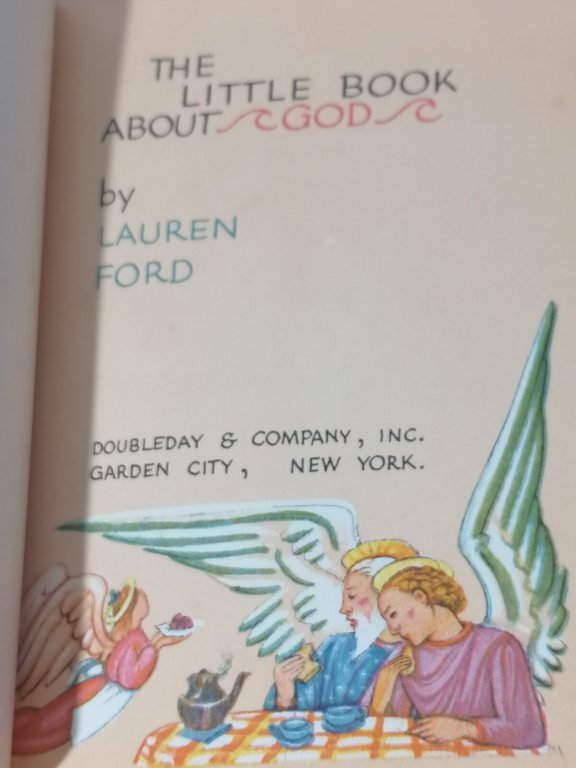 THE
LITTLE BOOK
ABOUT GOD
by
LAUREN
FORD
DOUBLEDAY & COMPANY, INC.
GARDEN CITY, NEW YORK.